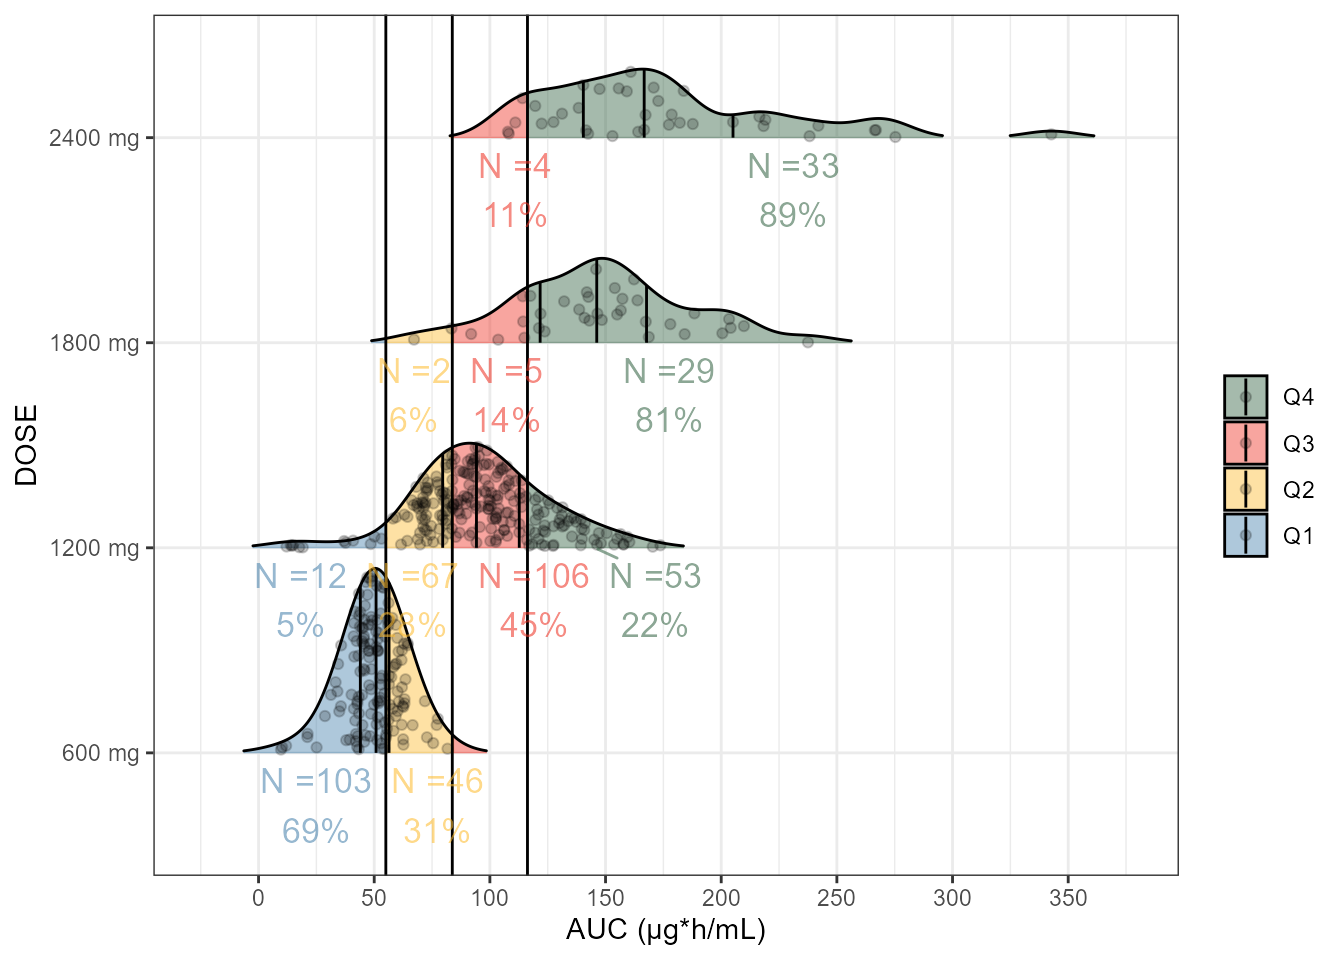 2400 mg
N =4
N =33
11%
89%
1800 mg
N =2
N =5
N =29
6%
14%
81%
1200 mg
N =12
N =67
N =106
N =53
5%
28%
45%
22%
600 mg
N =103
N =46
69%
31%
0
50
100
150
200
250
300
350
AUC (µg*h/mL)
DOSE
Q4
Q3
Q2
Q1